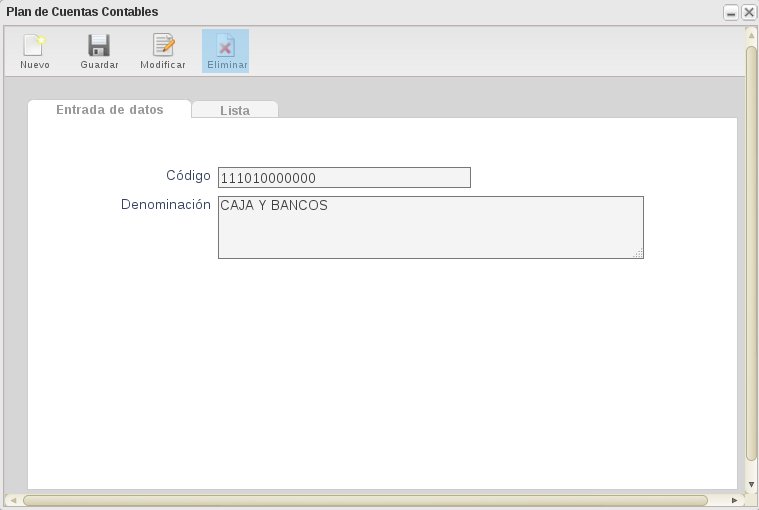 Plan de Cuentas Contables
Nuevo Guardar Modificar Eliminar
Entrada de datos Lista
Código 111010000000
Denominación CAJA Y BANCOS